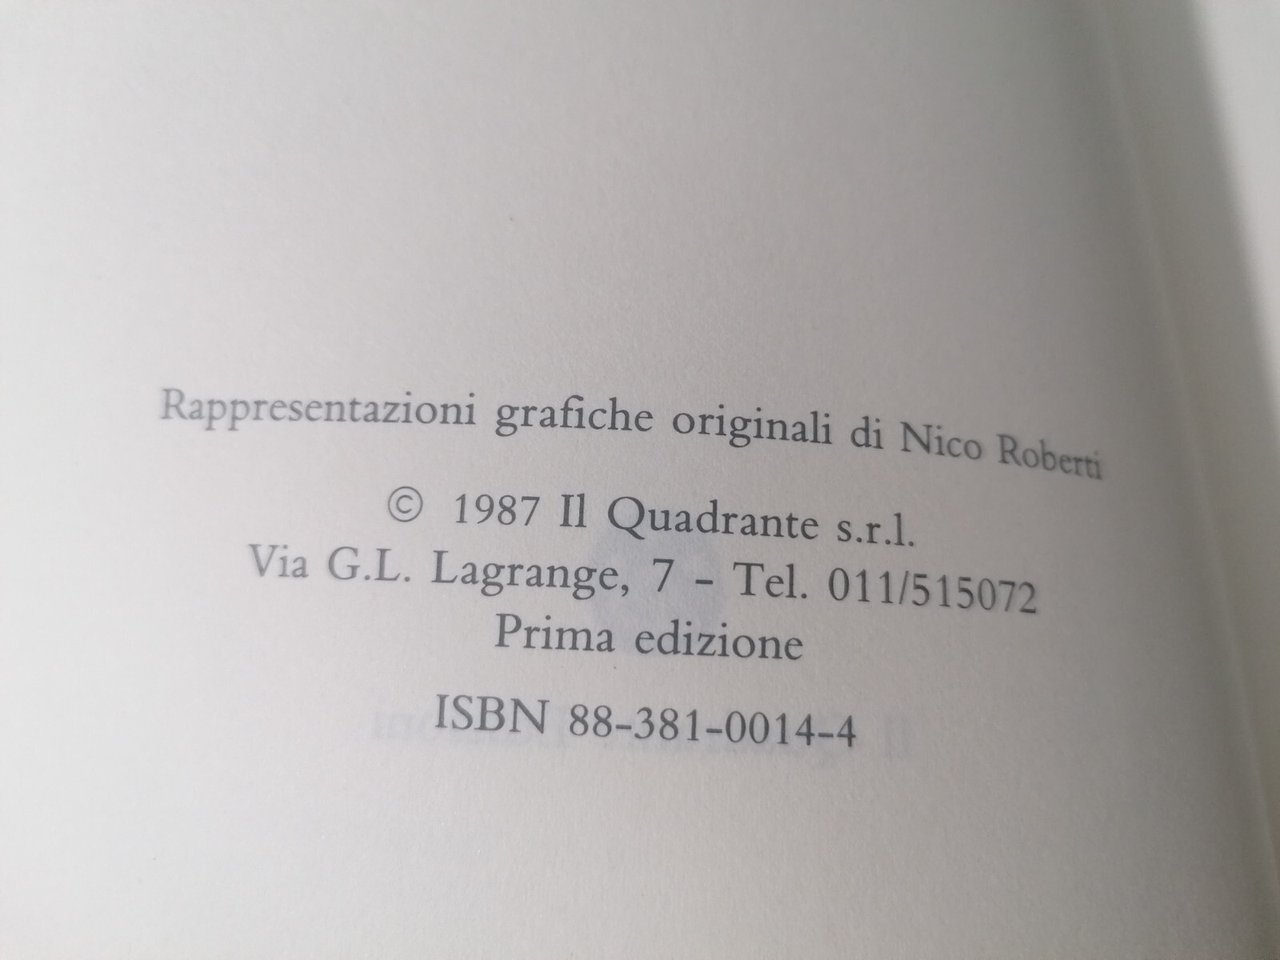 Rappresentazioni grafiche originali di Nico Roberti
© 1987 Il Quadrante s.r.l.
Via G.L. Lagrange, 7 - Tel. 011/515072
Prima edizione
ISBN 88-381-0014-4